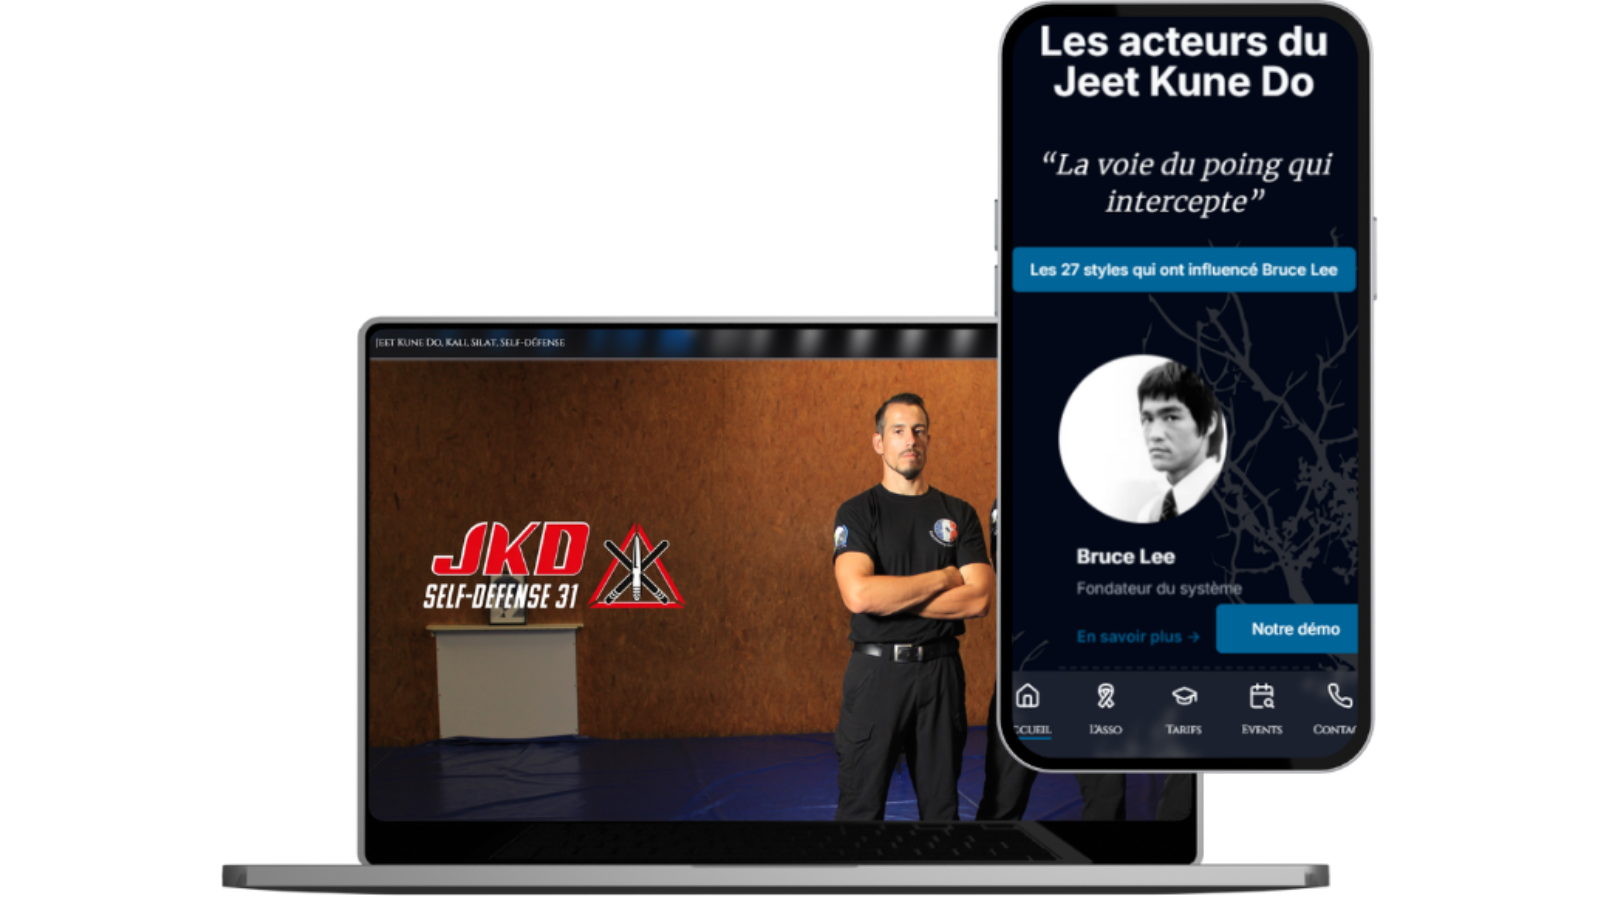 Les acteurs du
Jeet Kune Do
“La voie du poing qui
intercepte”
Les 27 styles qui ont influencé Bruce Lee
Bruce Lee
Fondateur du système
En savoir plus →
Notre démo
CCUEIL L'ASSO TARIFS EVENTS CONTAC
JEET KUNE DO, KALI, SILAT, SELF-DÉFENSE
JKD
SELF-DÉFENSE 31